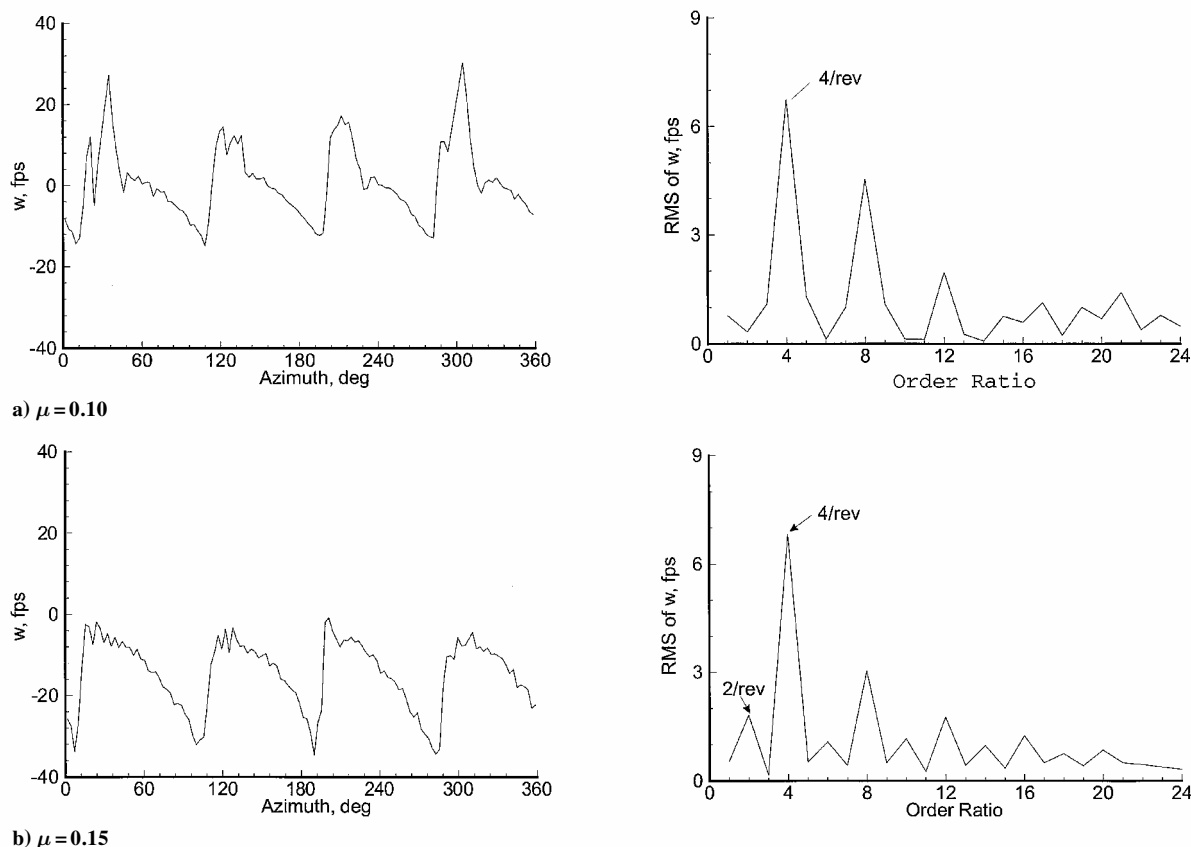 40
20
0
-20
-40
w, fps
0 60 120 180 240 300 360
Azimuth, deg
9
6
3
0
RMS of w, fps
4/rev
0 4 8 12 16 20 24
Order Ratio
a) μ = 0.10
40
20
0
-20
-40
w, fps
0 60 120 180 240 300 360
Azimuth, deg
9
6
3
0
RMS of w, fps
4/rev
2/rev
0 4 8 12 16 20 24
Order Ratio
b) μ = 0.15